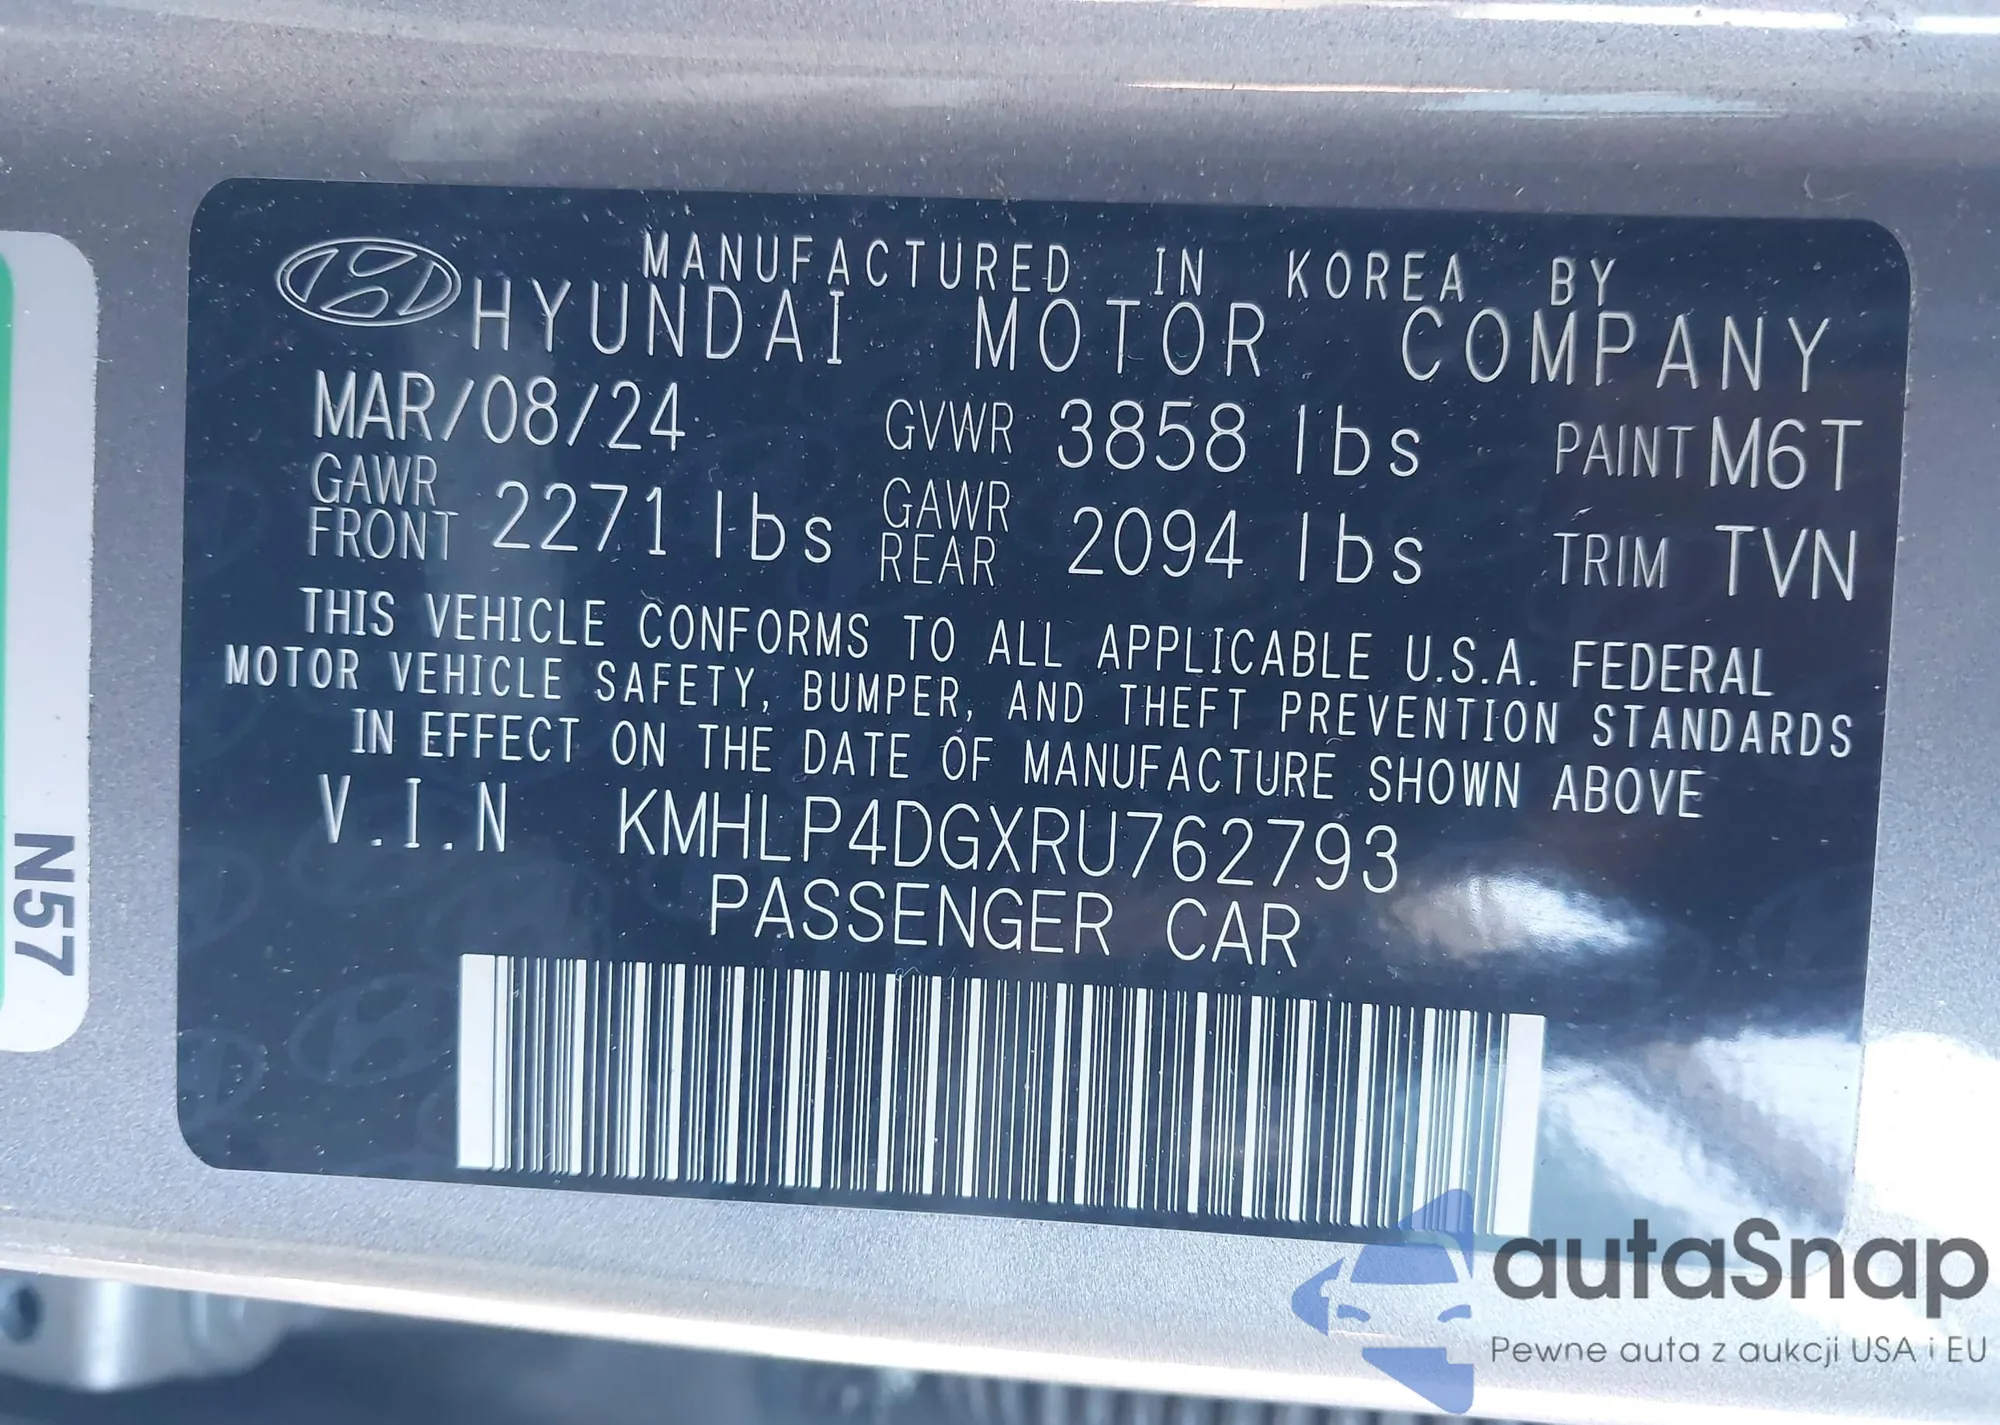 MANUFACTURED IN KOREA BY
HYUNDAI MOTOR COMPANY
MAR/08/24 GVWR 3858 lbs PAINT M6T
GAWR FRONT 2271 lbs GAWR REAR 2094 lbs TRIM TVN
THIS VEHICLE CONFORMS TO ALL APPLICABLE U.S.A. FEDERAL
MOTOR VEHICLE SAFETY, BUMPER, AND THEFT PREVENTION STANDARDS
IN EFFECT ON THE DATE OF MANUFACTURE SHOWN ABOVE
V.I.N KMHLP4DGXRU762793
PASSENGER CAR
N57
autaSnap
Pewne auta z aukcji USA i EU